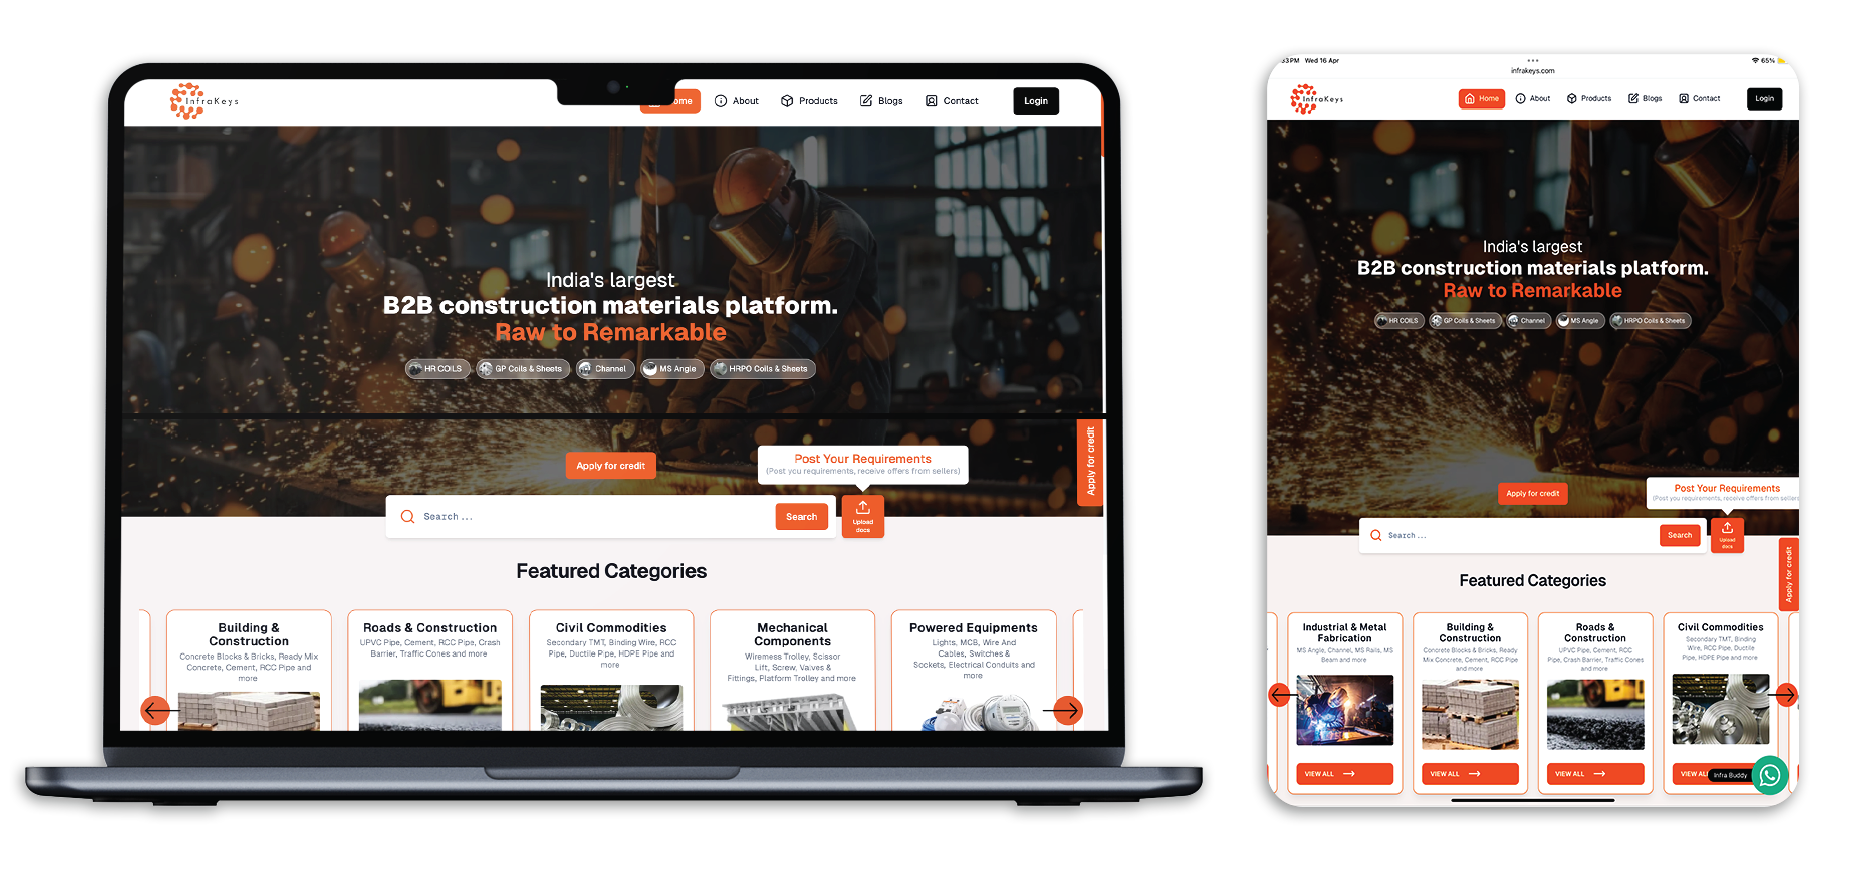 InfraKeys
ome
About
Products
Blogs
Contact
Login
India's largest
B2B construction materials platform.
Raw to Remarkable
HR COILS
GP Coils & Sheets
Channel
MS Angle
HRPO Coils & Sheets
Apply for credit
Post Your Requirements
(Post you requirements, receive offers from sellers)
Apply for credit
Search ...
Search
Upload
docs
Featured Categories
Building &
Construction
Concrete Blocks & Bricks, Ready Mix
Concrete, Cement, RCC Pipe and
more
Roads & Construction
UPVC Pipe, Cement, RCC Pipe, Crash
Barrier, Traffic Cones and more
Civil Commodities
Secondary TMT, Binding Wire, RCC
Pipe, Ductile Pipe, HDPE Pipe and
more
Mechanical
Components
Wiremess Trolley, Scissor
Lift, Screw, Valves &
Fittings, Platform Trolley and more
Powered Equipments
Lights, MCB, Wire And
Cables, Switches &
Sockets, Electrical Conduits and
more
33PM Wed 16 Apr
infrakeys.com
65%
InfraKeys
Home
About
Products
Blogs
Contact
Login
India's largest
B2B construction materials platform.
Raw to Remarkable
HR COILS
GP Coils & Sheets
Channel
MS Angle
HRPO Coils & Sheets
Apply for credit
Post Your Requirements
(Post you requirements, receive offers from sellers
Search ...
Search
Upload
docs
Apply for credit
Featured Categories
Industrial & Metal
Fabrication
MS Angle, Channel, MS Rails, MS
Beam and more
VIEW ALL
Building &
Construction
Concrete Blocks & Bricks, Ready
Mix Concrete, Cement, RCC Pipe
and more
VIEW ALL
Roads &
Construction
UPVC Pipe, Cement, RCC
Pipe, Crash Barrier, Traffic Cones
and more
VIEW ALL
Civil Commodities
Secondary TMT, Binding
Wire, RCC Pipe, Ductile
Pipe, HDPE Pipe and more
VIEW ALL
Infra Buddy